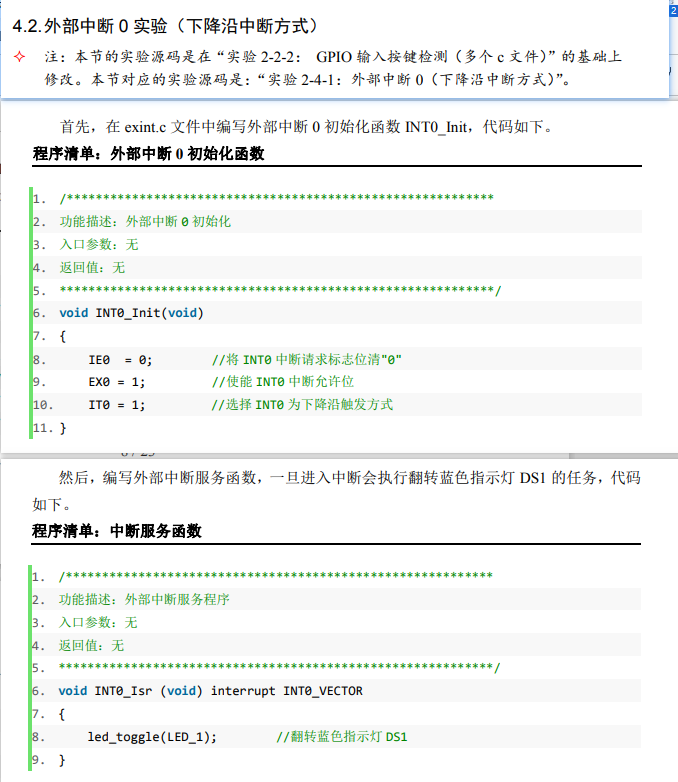 4.2.外部中断 0 实验（下降沿中断方式）
✧ 注：本节的实验源码是在“实验 2-2-2： GPIO 输入按键检测（多个 c 文件）”的基础上
修改。本节对应的实验源码是：“实验 2-4-1：外部中断 0（下降沿中断方式）”。
首先，在 exint.c 文件中编写外部中断 0 初始化函数 INT0_Init，代码如下。
程序清单：外部中断 0 初始化函数
1. /***********************************************************
2. 功能描述：外部中断 0 初始化
3. 入口参数：无
4. 返回值：无
5. ************************************************************/
6. void INT0_Init(void)
7. {
8. IE0 = 0; //将 INT0 中断请求标志位清"0"
9. EX0 = 1; //使能 INT0 中断允许位
10. IT0 = 1; //选择 INT0 为下降沿触发方式
11. }
然后，编写外部中断服务函数，一旦进入中断会执行翻转蓝色指示灯 DS1 的任务，代码
如下。
程序清单：中断服务函数
1. /***********************************************************
2. 功能描述：外部中断服务程序
3. 入口参数：无
4. 返回值：无
5. ************************************************************/
6. void INT0_Isr (void) interrupt INT0_VECTOR
7. {
8. led_toggle(LED_1); //翻转蓝色指示灯 DS1
9. }